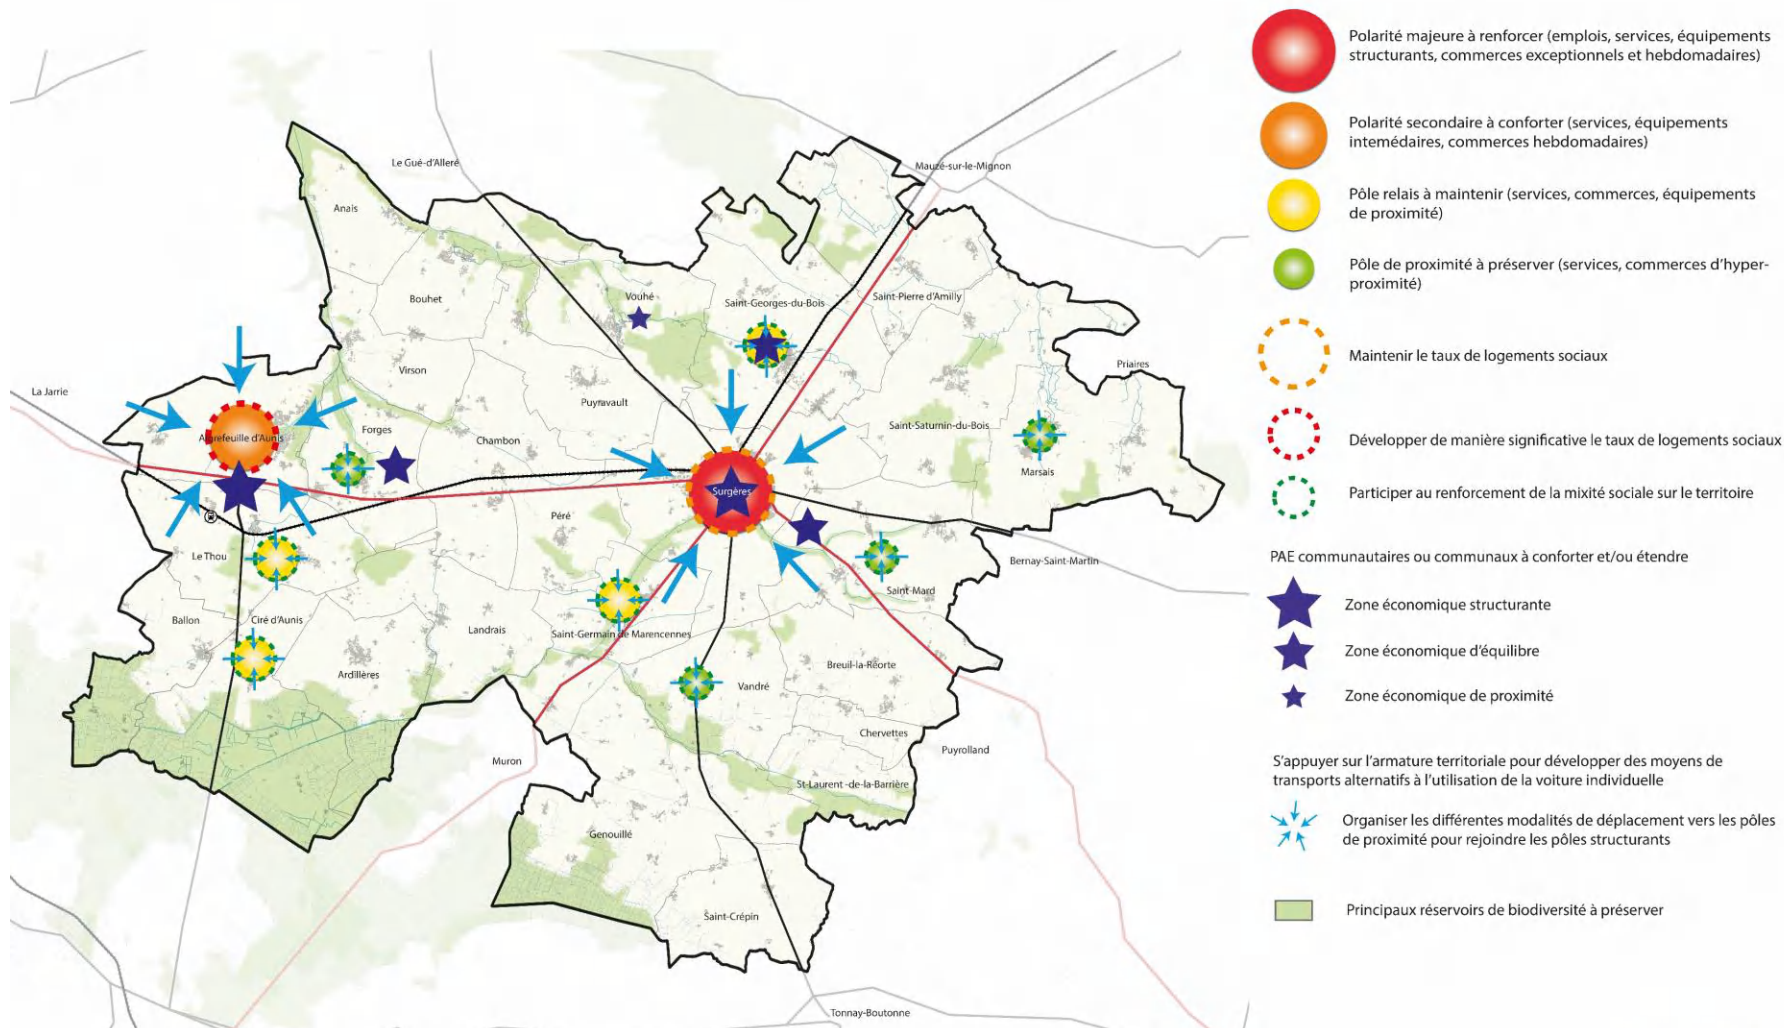 Le Gué-d'Alleré
Mauzé-sur-le-Mignon
Anais
Bouhet
Vouhé
Saint-Georges-du-Bois
Saint-Pierre d'Amilly
Priaires
La Jarrie
Virson
Puyravault
Aigrefeuille d'Aunis
Forges
Chambon
Saint-Saturnin-du-Bois
Marsais
Surgères
Péré
Le Thou
Bernay-Saint-Martin
Saint-Mard
Ballon
Ciré d'Aunis
Landrais
Saint-Germain de Marencennes
Ardillères
Breuil-la-Réorte
Vandré
Chervettes
Puyrolland
Muron
St-Laurent -de-la-Barrière
Genouillé
Saint-Crépin
Tonnay-Boutonne
Polarité majeure à renforcer (emplois, services, équipements
structurants, commerces exceptionnels et hebdomadaires)
Polarité secondaire à conforter (services, équipements
intemédaires, commerces hebdomadaires)
Pôle relais à maintenir (services, commerces, équipements
de proximité)
Pôle de proximité à préserver (services, commerces d'hyper-
proximité)
Maintenir le taux de logements sociaux
Développer de manière significative le taux de logements sociaux
Participer au renforcement de la mixité sociale sur le territoire
PAE communautaires ou communaux à conforter et/ou étendre
Zone économique structurante
Zone économique d'équilibre
Zone économique de proximité
S'appuyer sur l'armature territoriale pour développer des moyens de
transports alternatifs à l'utilisation de la voiture individuelle
Organiser les différentes modalités de déplacement vers les pôles
de proximité pour rejoindre les pôles structurants
Principaux réservoirs de biodiversité à préserver